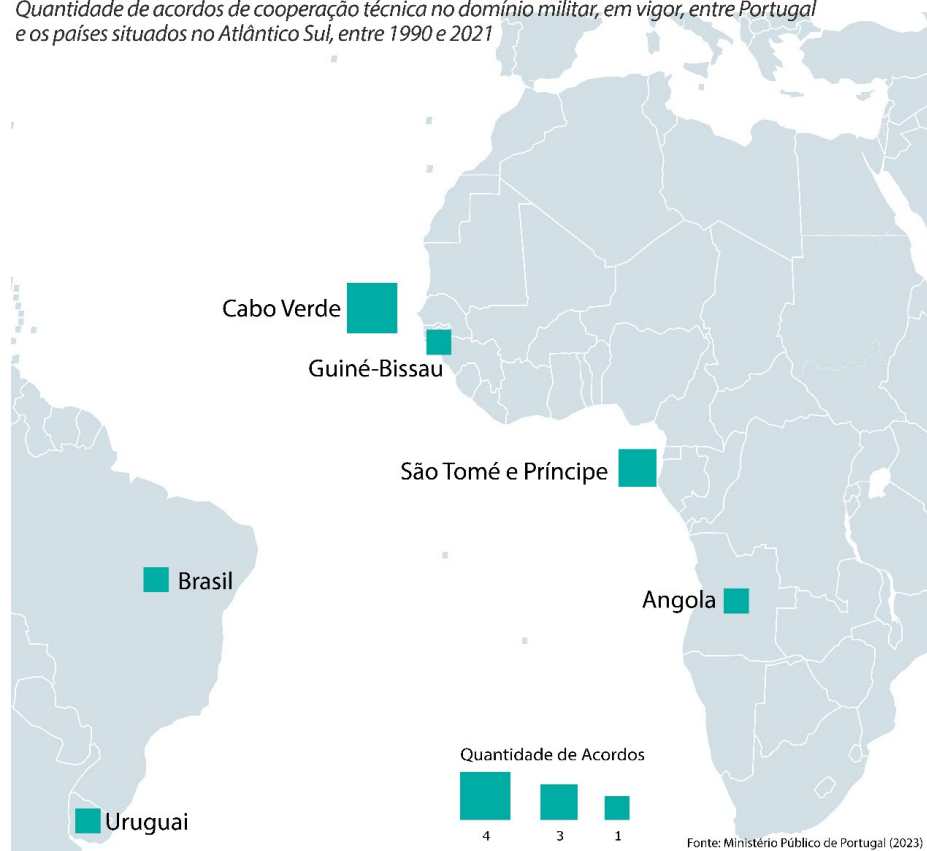 Quantidade de acordos de cooperação técnica no domínio militar, em vigor, entre Portugal
e os países situados no Atlântico Sul, entre 1990 e 2021
Cabo Verde
Guiné-Bissau
São Tomé e Príncipe
Brasil
Angola
Quantidade de Acordos
4 3 1
Uruguai
Fonte: Ministério Público de Portugal (2023)